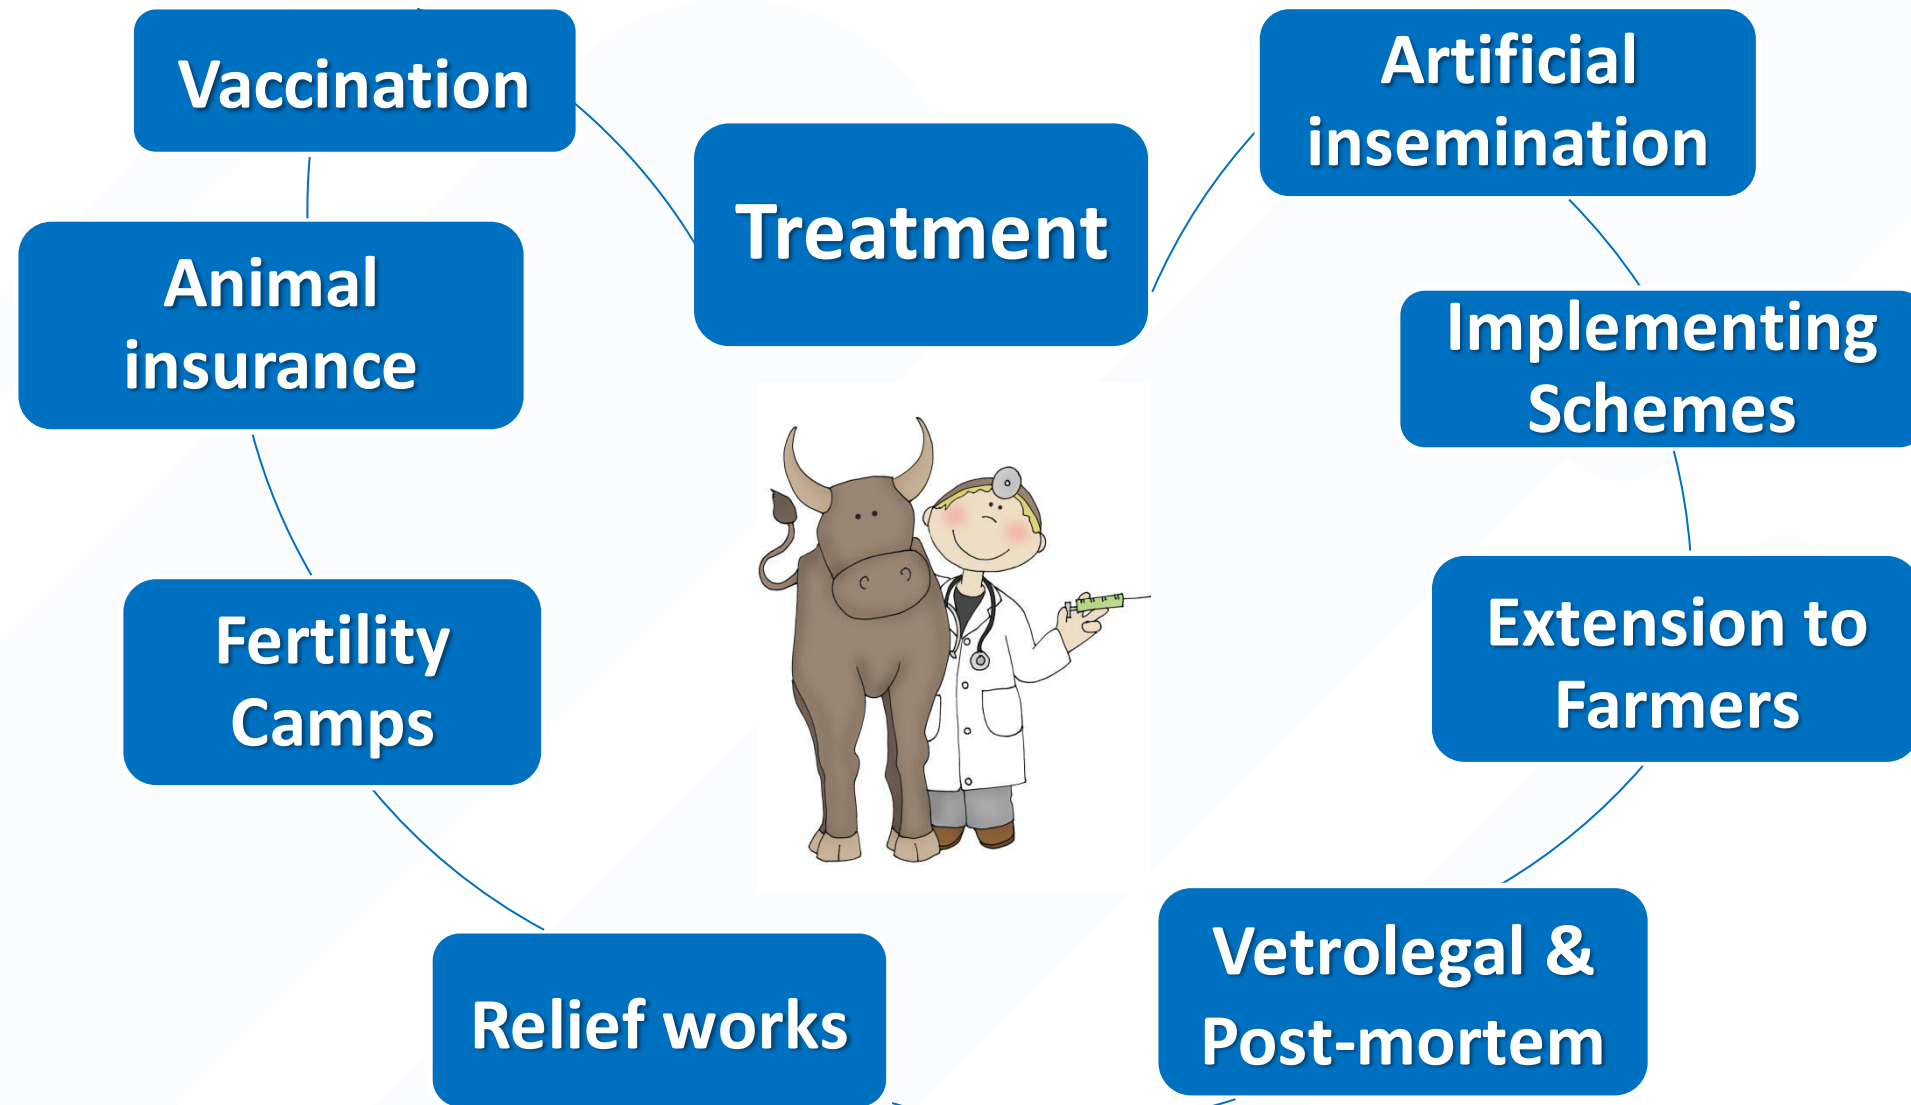 Vaccination
Artificial
insemination
Treatment
Animal
insurance
Implementing
Schemes
Fertility
Camps
Extension to
Farmers
Relief works
Vetrolegal &
Post-mortem